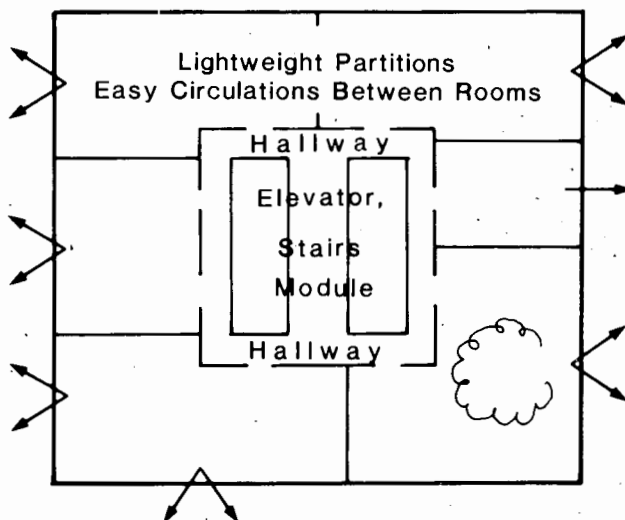 Lightweight Partitions
Easy Circulations Between Rooms
Hallway
Elevator,
Stairs
Module
Hallway